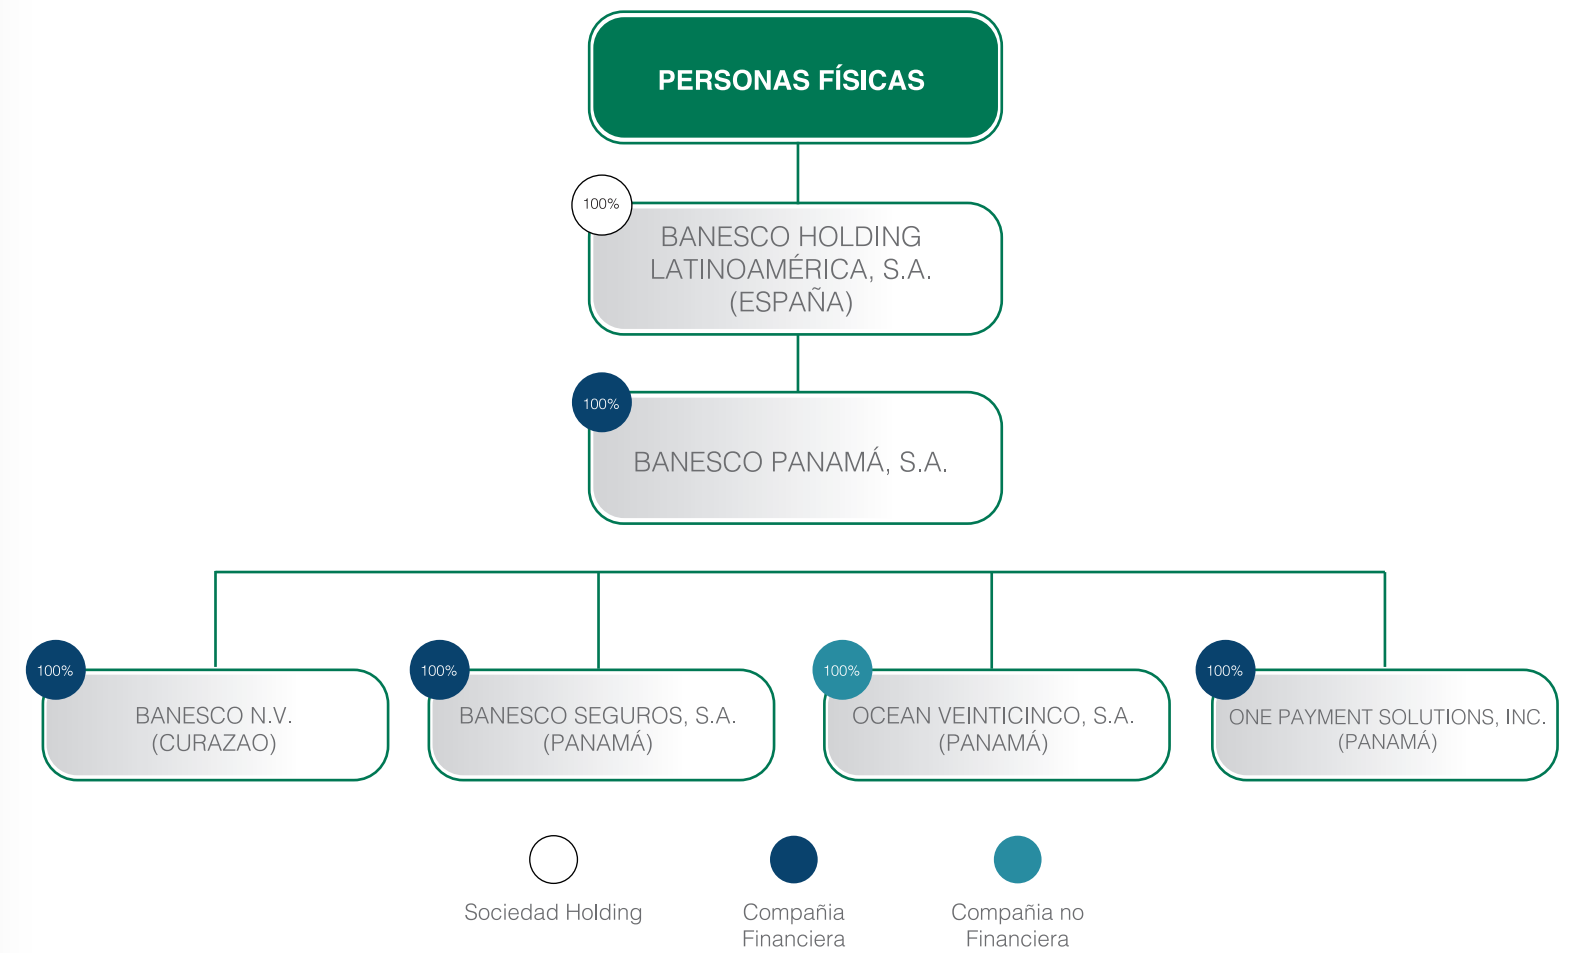 PERSONAS FÍSICAS
100%
BANESCO HOLDING
LATINOAMÉRICA, S.A.
(ESPAÑA)
100%
BANESCO PANAMÁ, S.A.
100%
BANESCO N.V.
(CURAZAO)
100%
BANESCO SEGUROS, S.A.
(PANAMÁ)
100%
OCEAN VEINTICINCO, S.A.
(PANAMÁ)
100%
ONE PAYMENT SOLUTIONS, INC.
(PANAMÁ)
Sociedad Holding
Compañia
Financiera
Compañia no
Financiera